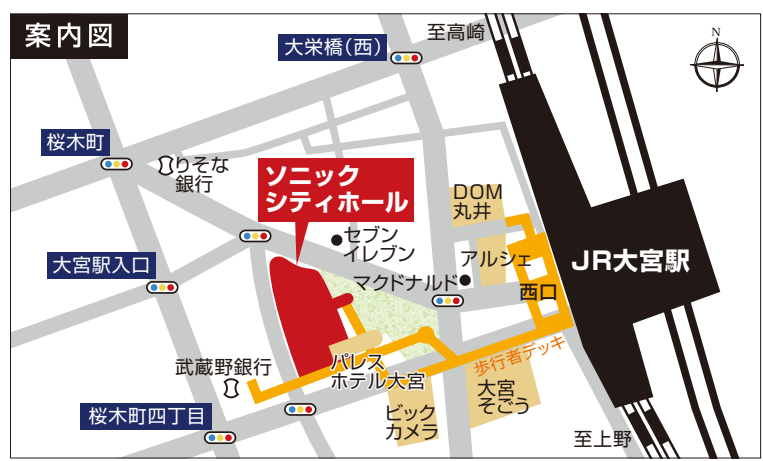 案内図
N
至高崎
大栄橋(西)
桜木町
りそな
銀行
ソニック
シティホール
DOM
丸井
セブン
イレブン
アルシェ
JR大宮駅
大宮駅入口
マクドナルド
西口
歩行者デッキ
武蔵野銀行
パレス
ホテル大宮
大宮
そごう
ビック
カメラ
桜木町四丁目
至上野